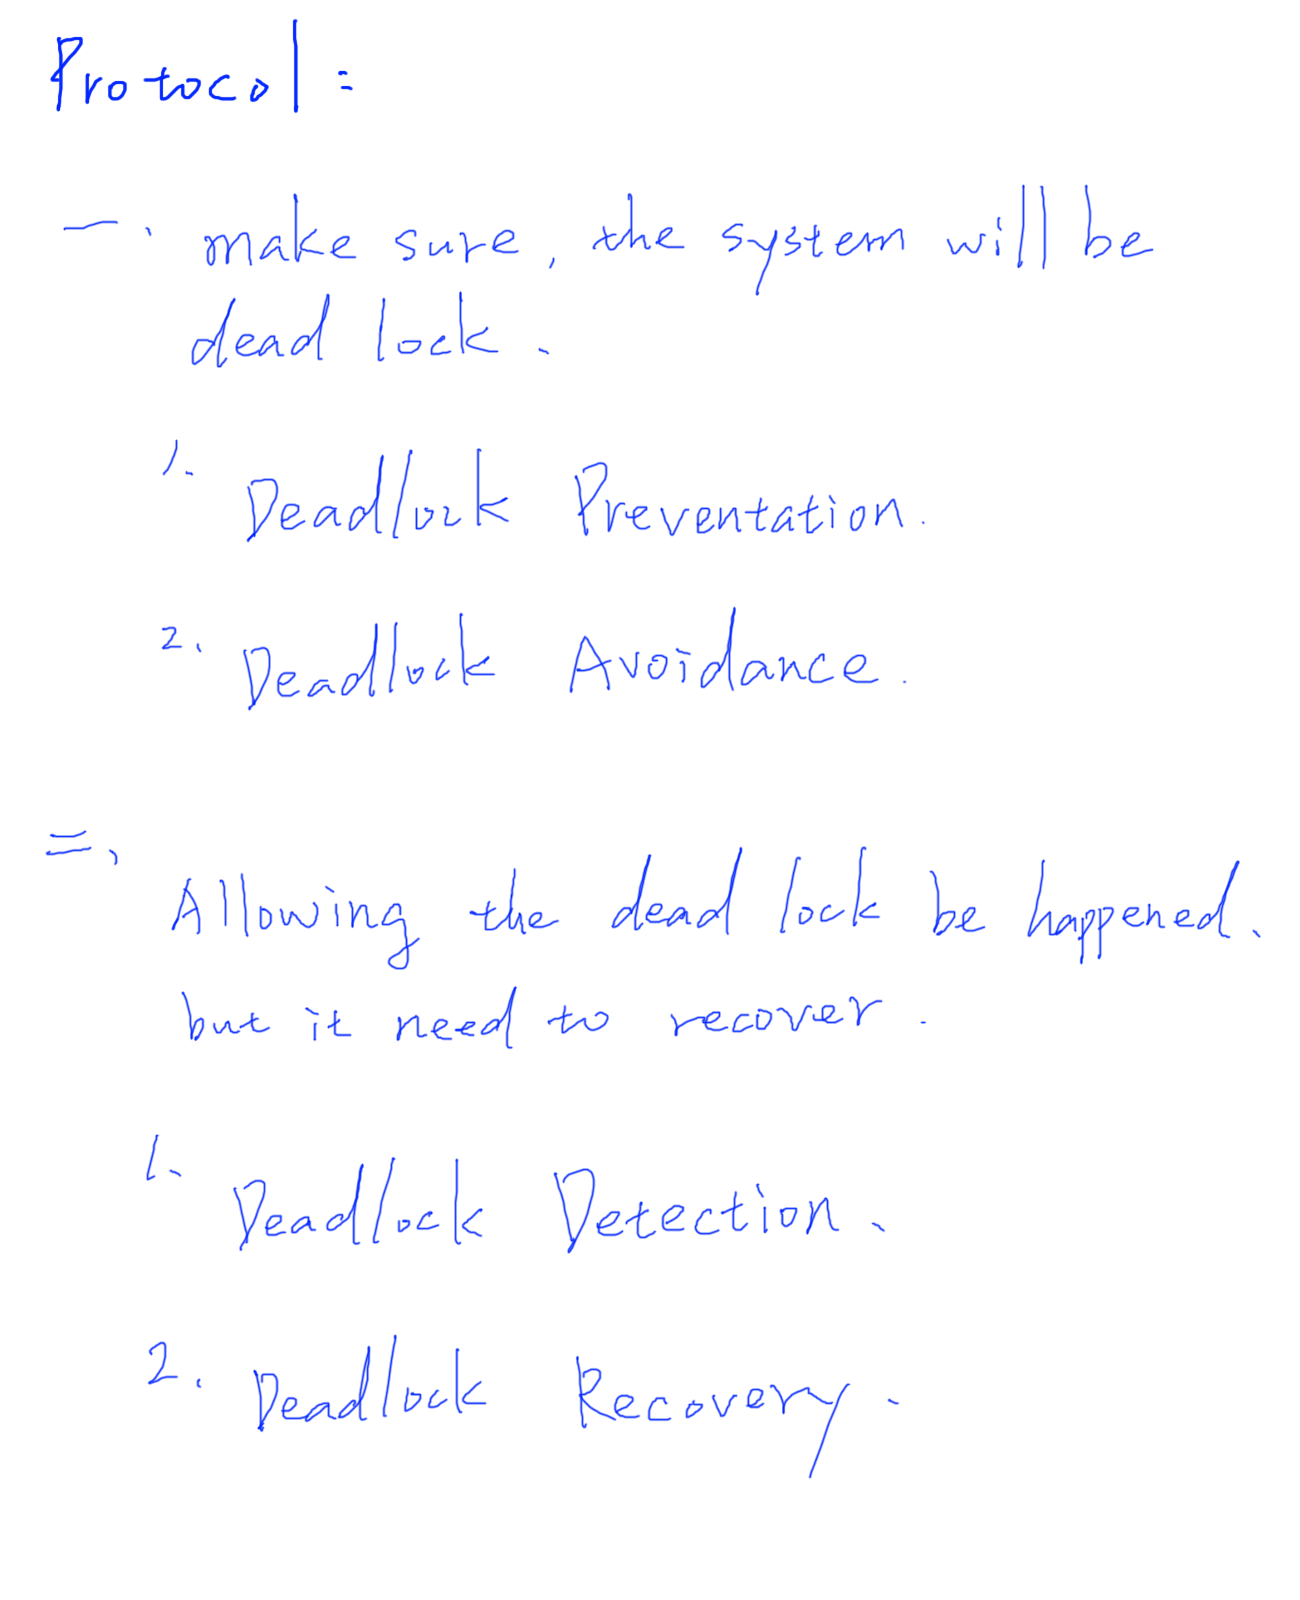 Protocol:
一、make sure, the system will be
dead lock.
1. Deadlock Preventation.
2. Deadlock Avoidance.
二、
Allowing the dead lock be happened.
but it need to recover.
1. Deadlock Detection.
2. Deadlock Recovery.